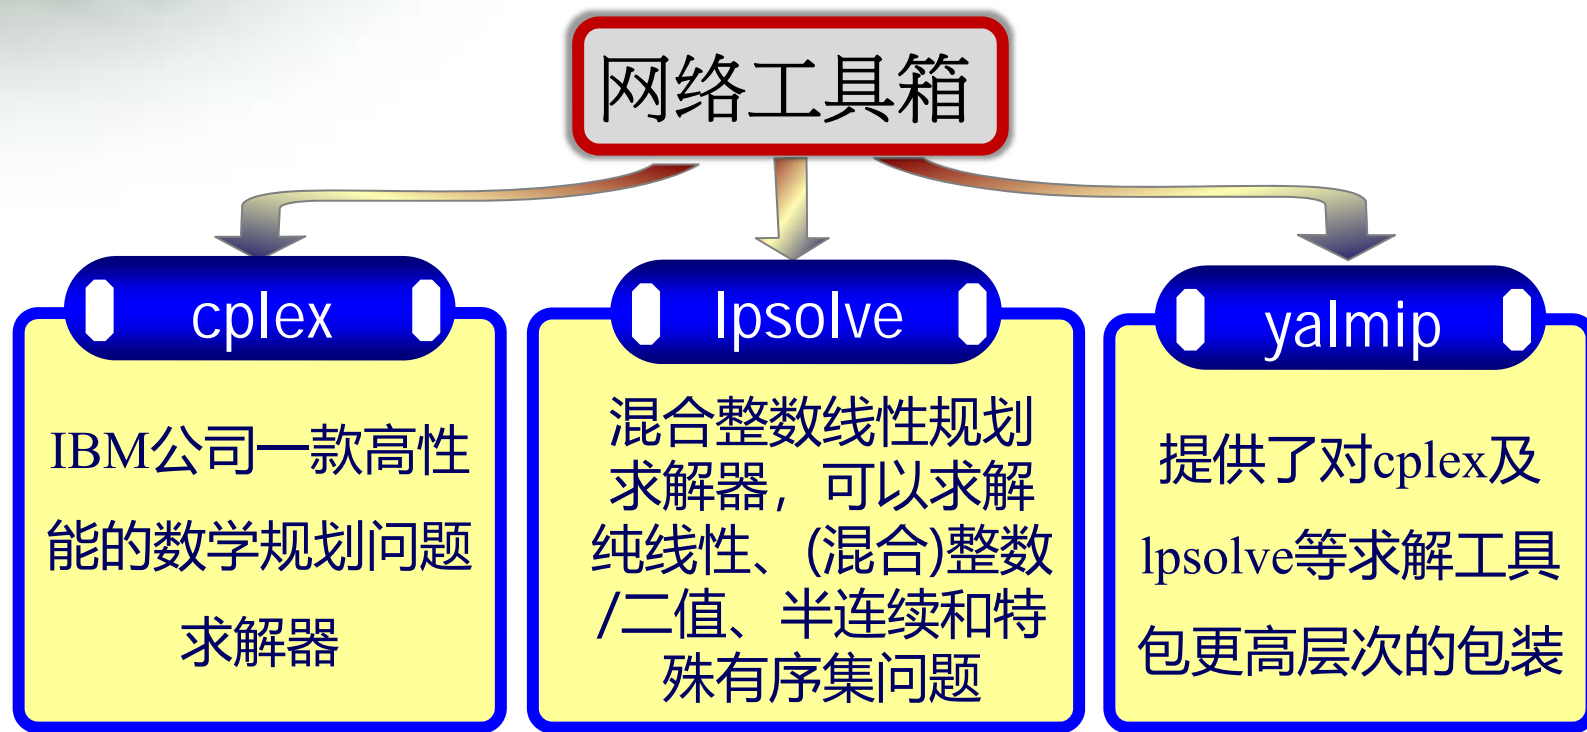 网络工具箱
cplex
IBM公司一款高性
能的数学规划问题
求解器
lpsolve
混合整数线性规划
求解器，可以求解
纯线性、(混合)整数
/二值、半连续和特
殊有序集问题
yalmip
提供了对cplex及
lpsolve等求解工具
包更高层次的包装